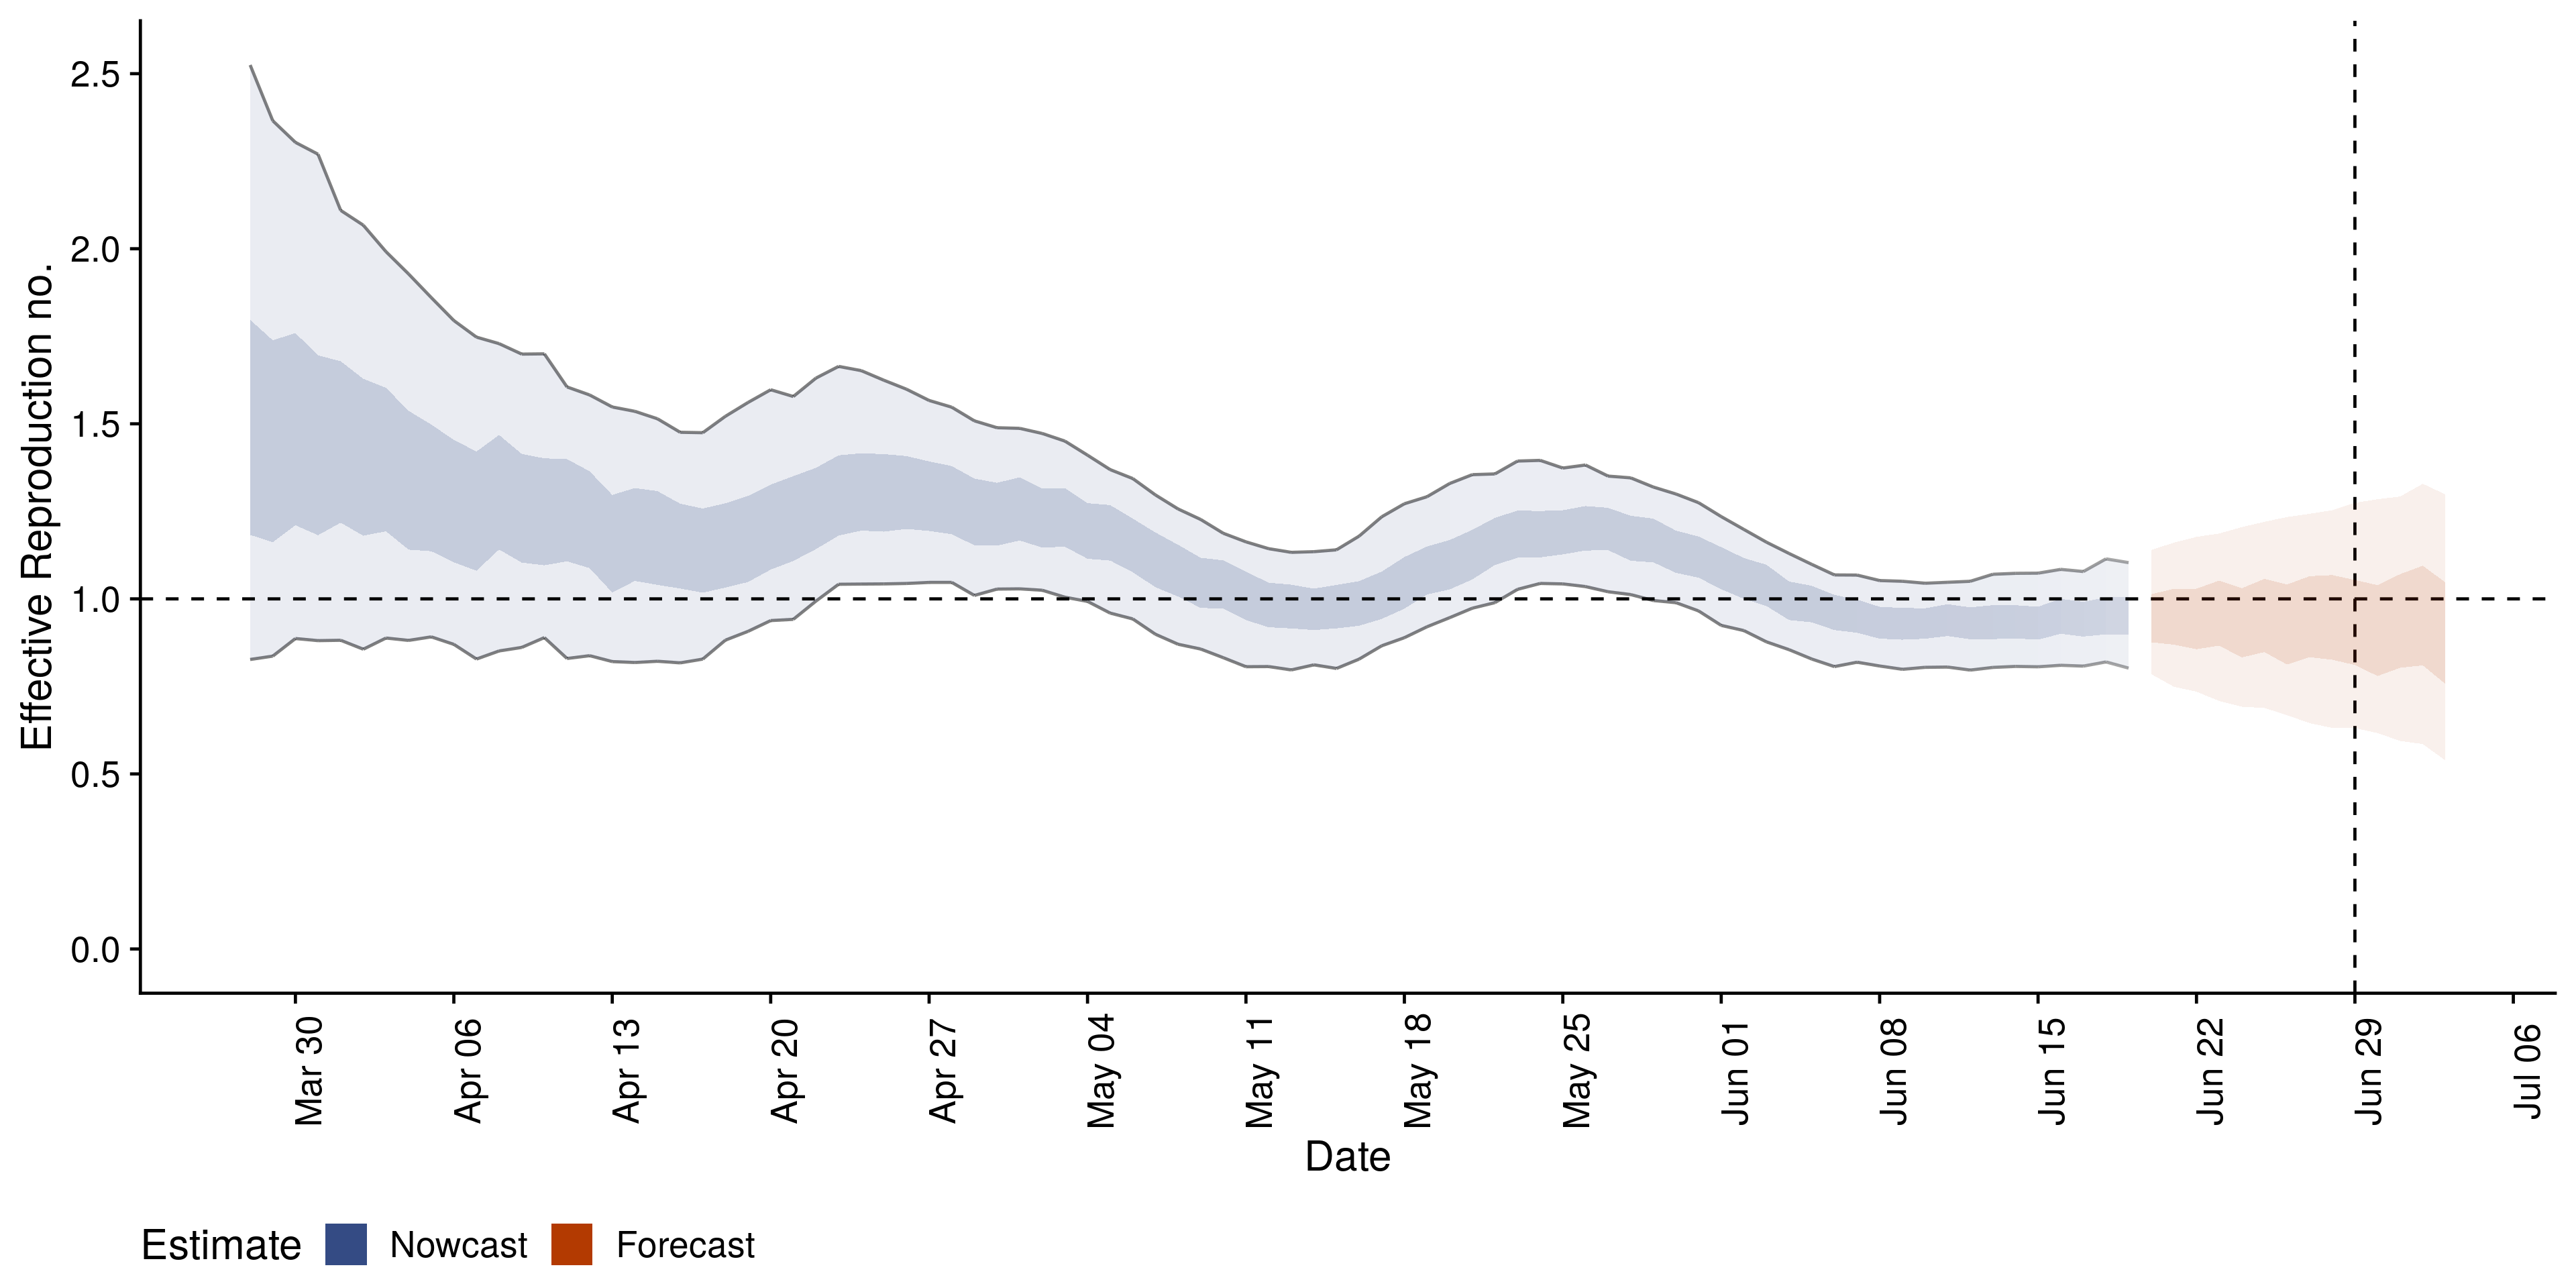 Effective Reproduction no.
2.5
2.0
1.5
1.0
0.5
0.0
Mar 30
Apr 06
Apr 13
Apr 20
Apr 27
May 04
May 11
May 18
May 25
Jun 01
Jun 08
Jun 15
Jun 22
Jun 29
Jul 06
Date
Estimate Nowcast Forecast